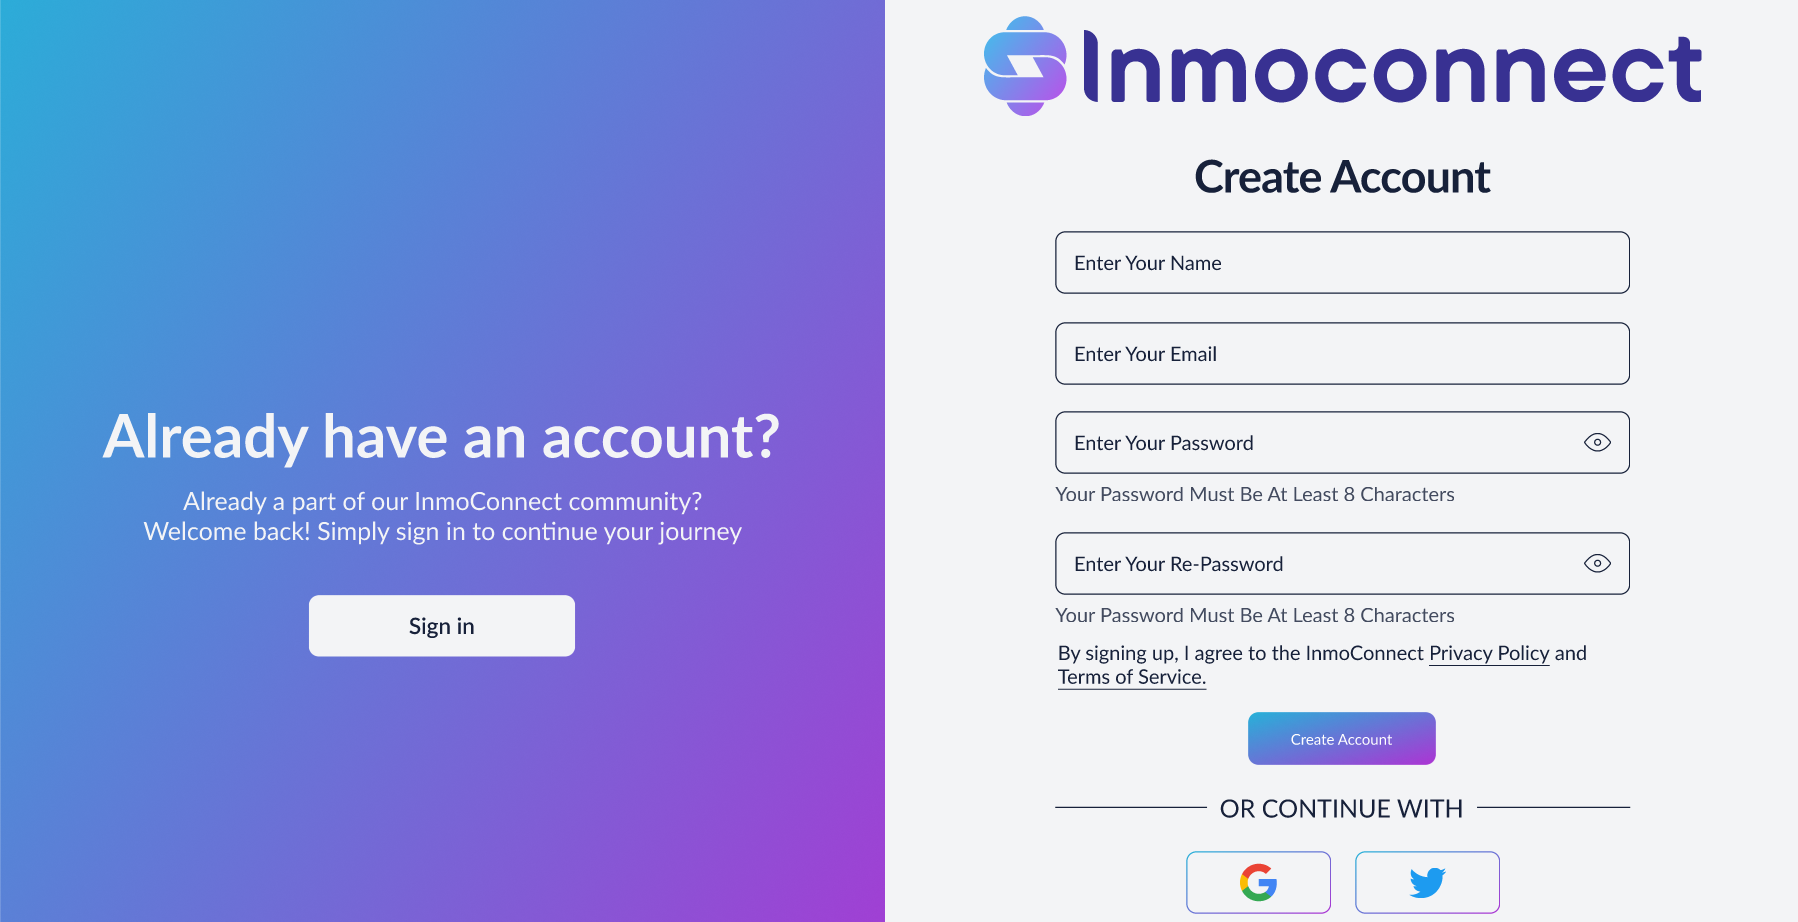 Already have an account?
Already a part of our InmoConnect community?
Welcome back! Simply sign in to continue your journey
Sign in
Inmoconnect
Create Account
Enter Your Name
Enter Your Email
Enter Your Password
Your Password Must Be At Least 8 Characters
Enter Your Re-Password
Your Password Must Be At Least 8 Characters
By signing up, I agree to the InmoConnect Privacy Policy and
Terms of Service.
Create Account
OR CONTINUE WITH